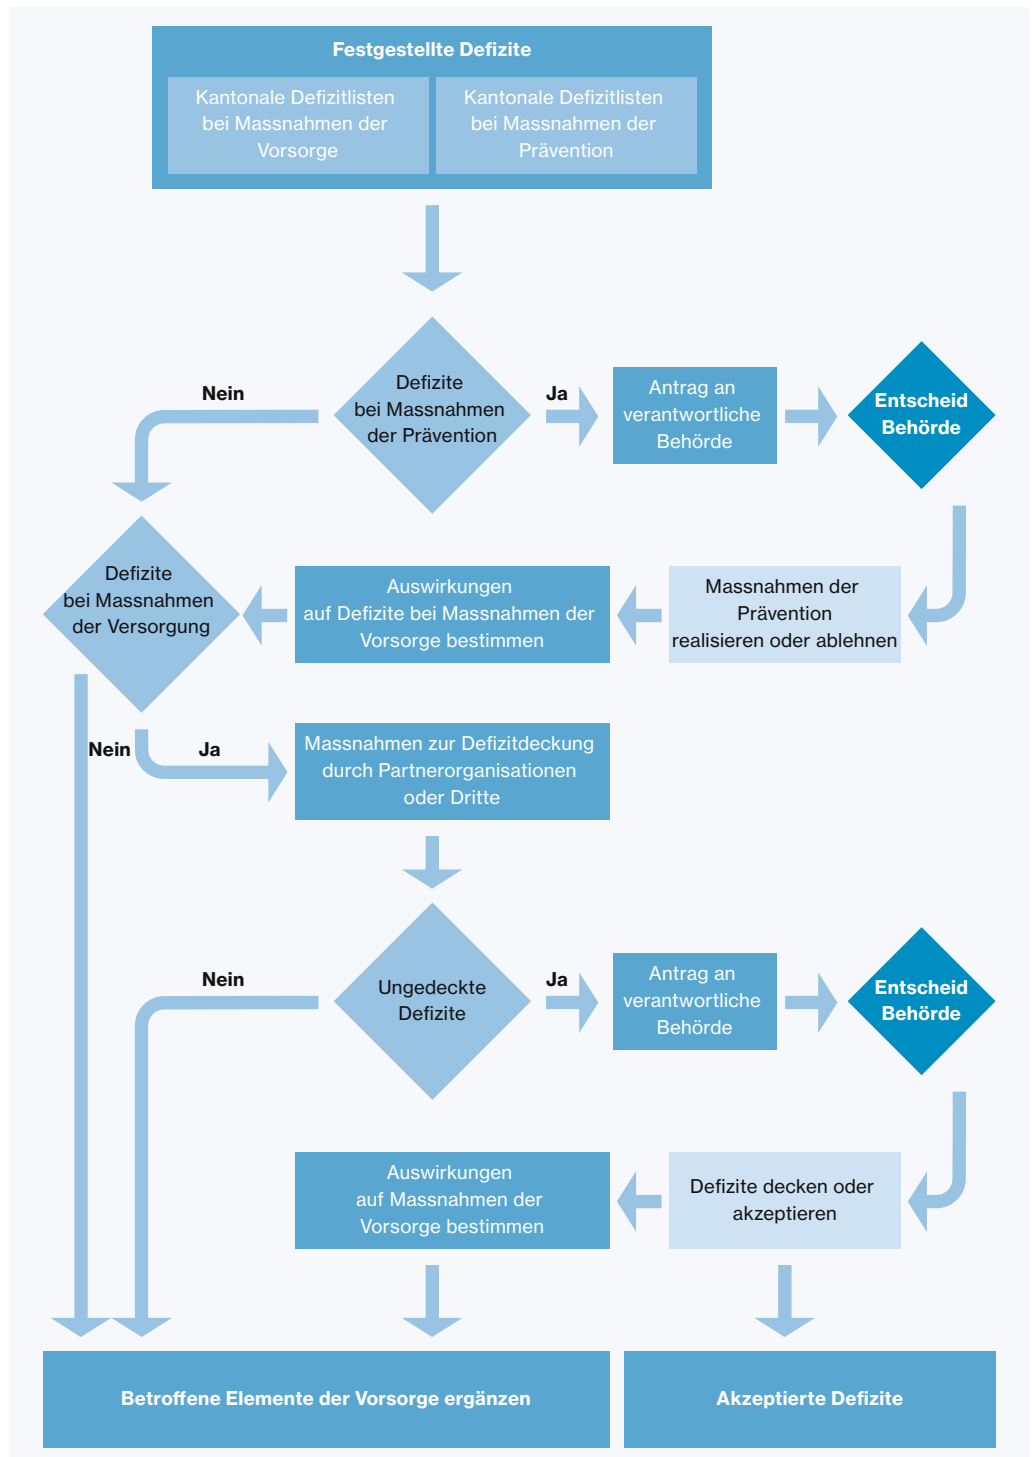 Festgestellte Defizite
Kantonale Defizitlisten
bei Massnahmen der
Vorsorge
Kantonale Defizitlisten
bei Massnahmen der
Prävention
Nein
Defizite
bei Massnahmen
der Prävention
Ja
Antrag an
verantwortliche
Behörde
Entscheid
Behörde
Defizite
bei Massnahmen
der Versorgung
Auswirkungen
auf Defizite bei Massnahmen der
Vorsorge bestimmen
Massnahmen der
Prävention
realisieren oder ablehnen
Nein
Ja
Massnahmen zur Defizitdeckung
durch Partnerorganisationen
oder Dritte
Nein
Ungedeckte
Defizite
Ja
Antrag an
verantwortliche
Behörde
Entscheid
Behörde
Auswirkungen
auf Massnahmen der
Vorsorge bestimmen
Defizite decken oder
akzeptieren
Betroffene Elemente der Vorsorge ergänzen
Akzeptierte Defizite